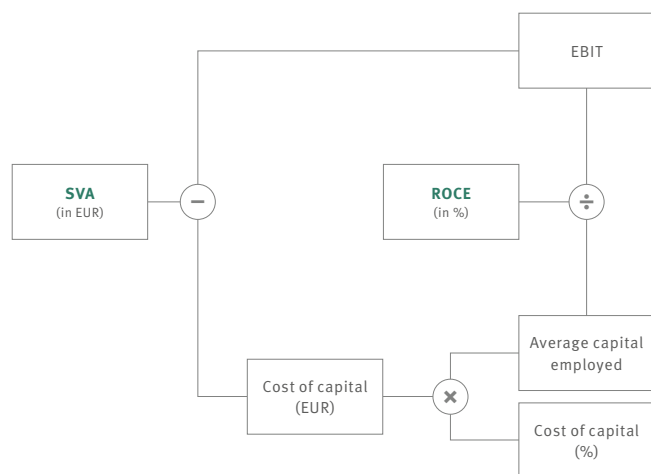 EBIT
SVA
(in EUR)
−
ROCE
(in %)
÷
Average capital
employed
Cost of capital
(EUR)
×
Cost of capital
(%)